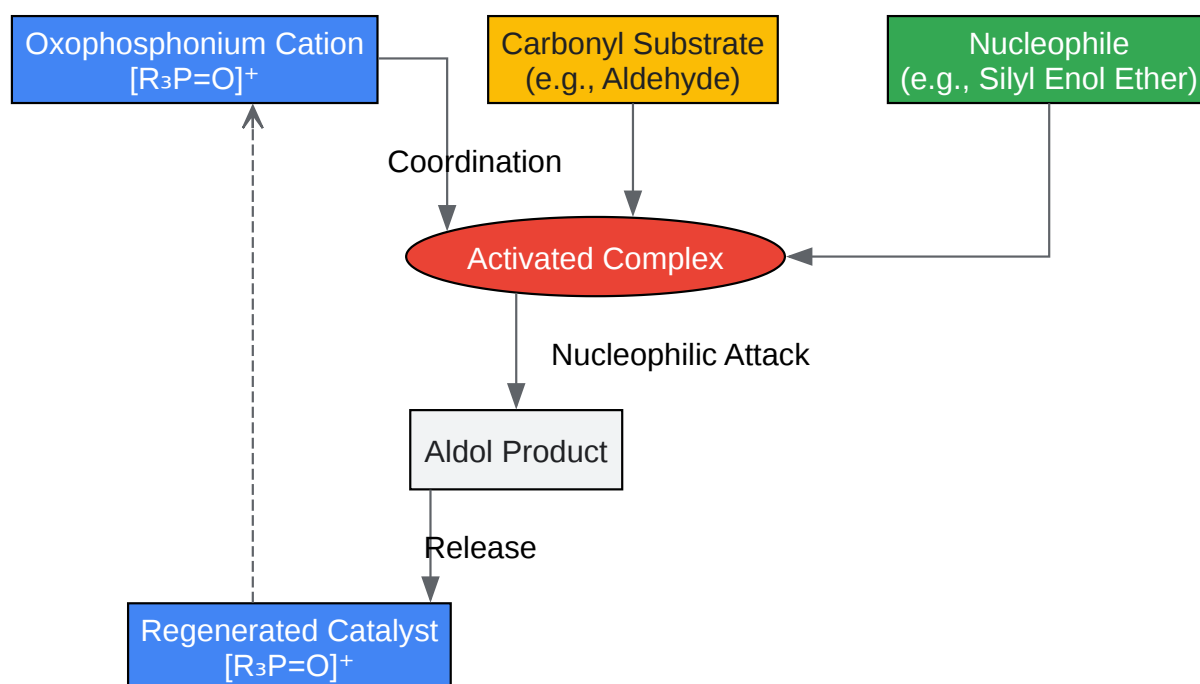 Oxophosphonium Cation
[R₃P=O]⁺
Carbonyl Substrate
(e.g., Aldehyde)
Nucleophile
(e.g., Silyl Enol Ether)
Coordination
Activated Complex
Nucleophilic Attack
Aldol Product
Release
Regenerated Catalyst
[R₃P=O]⁺